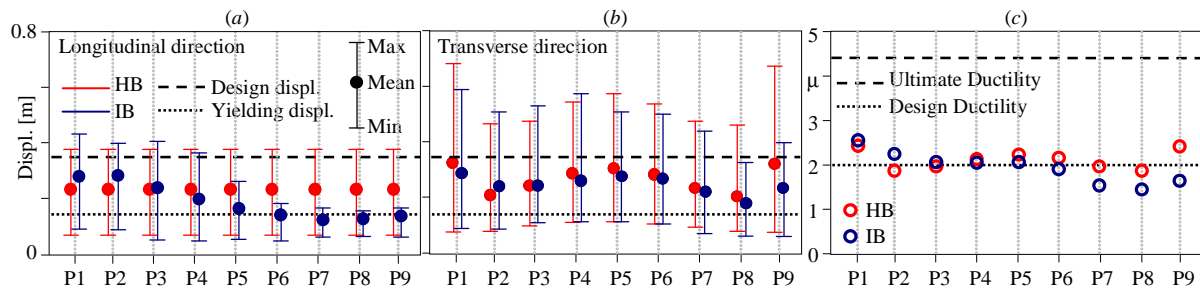 (a)
0.8
Displ. [m]
0
Longitudinal direction
HB
IB
Design displ.
Yielding displ.
Max
Mean
Min
P1 P2 P3 P4 P5 P6 P7 P8 P9
(b)
Transverse direction
P1 P2 P3 P4 P5 P6 P7 P8 P9
(c)
5
μ
3
2
1
0
Ultimate Ductility
Design Ductility
HB
IB
P1 P2 P3 P4 P5 P6 P7 P8 P9